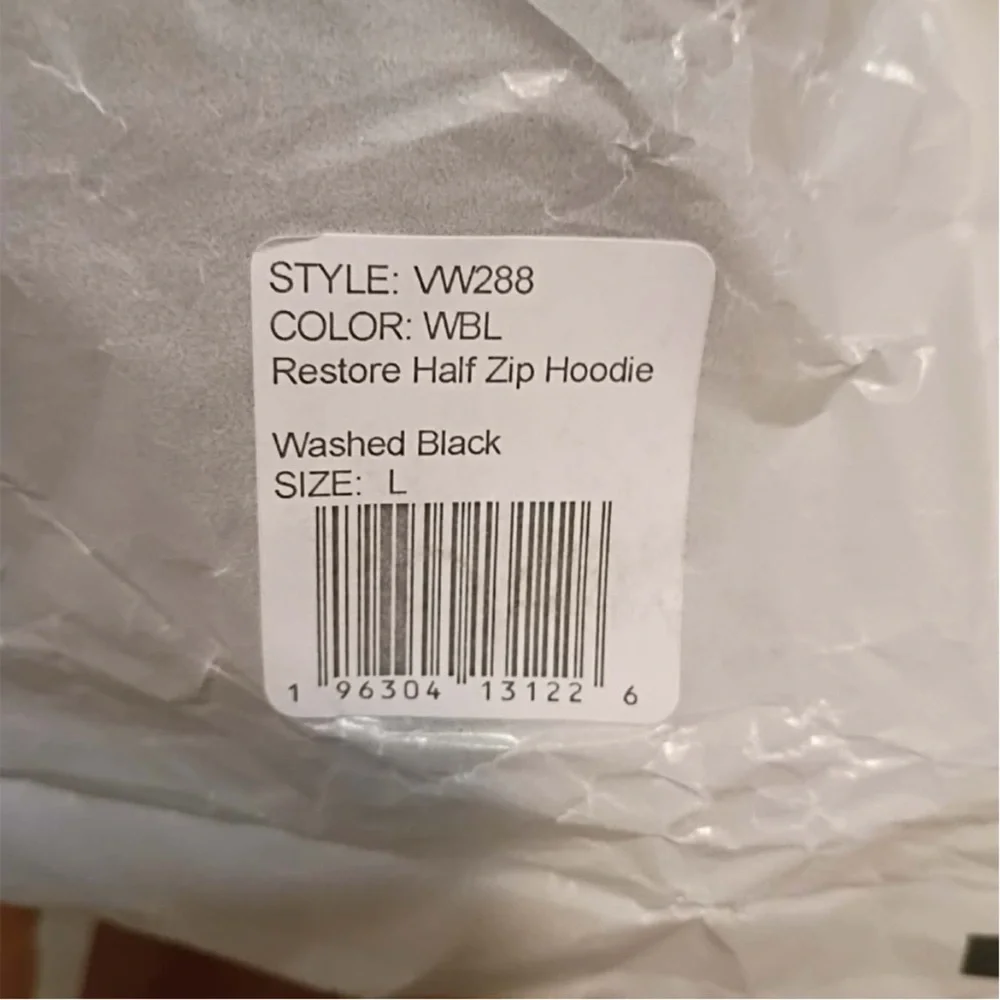 STYLE: VW288
COLOR: WBL
Restore Half Zip Hoodie
Washed Black
SIZE: L
1 96304 13122 6